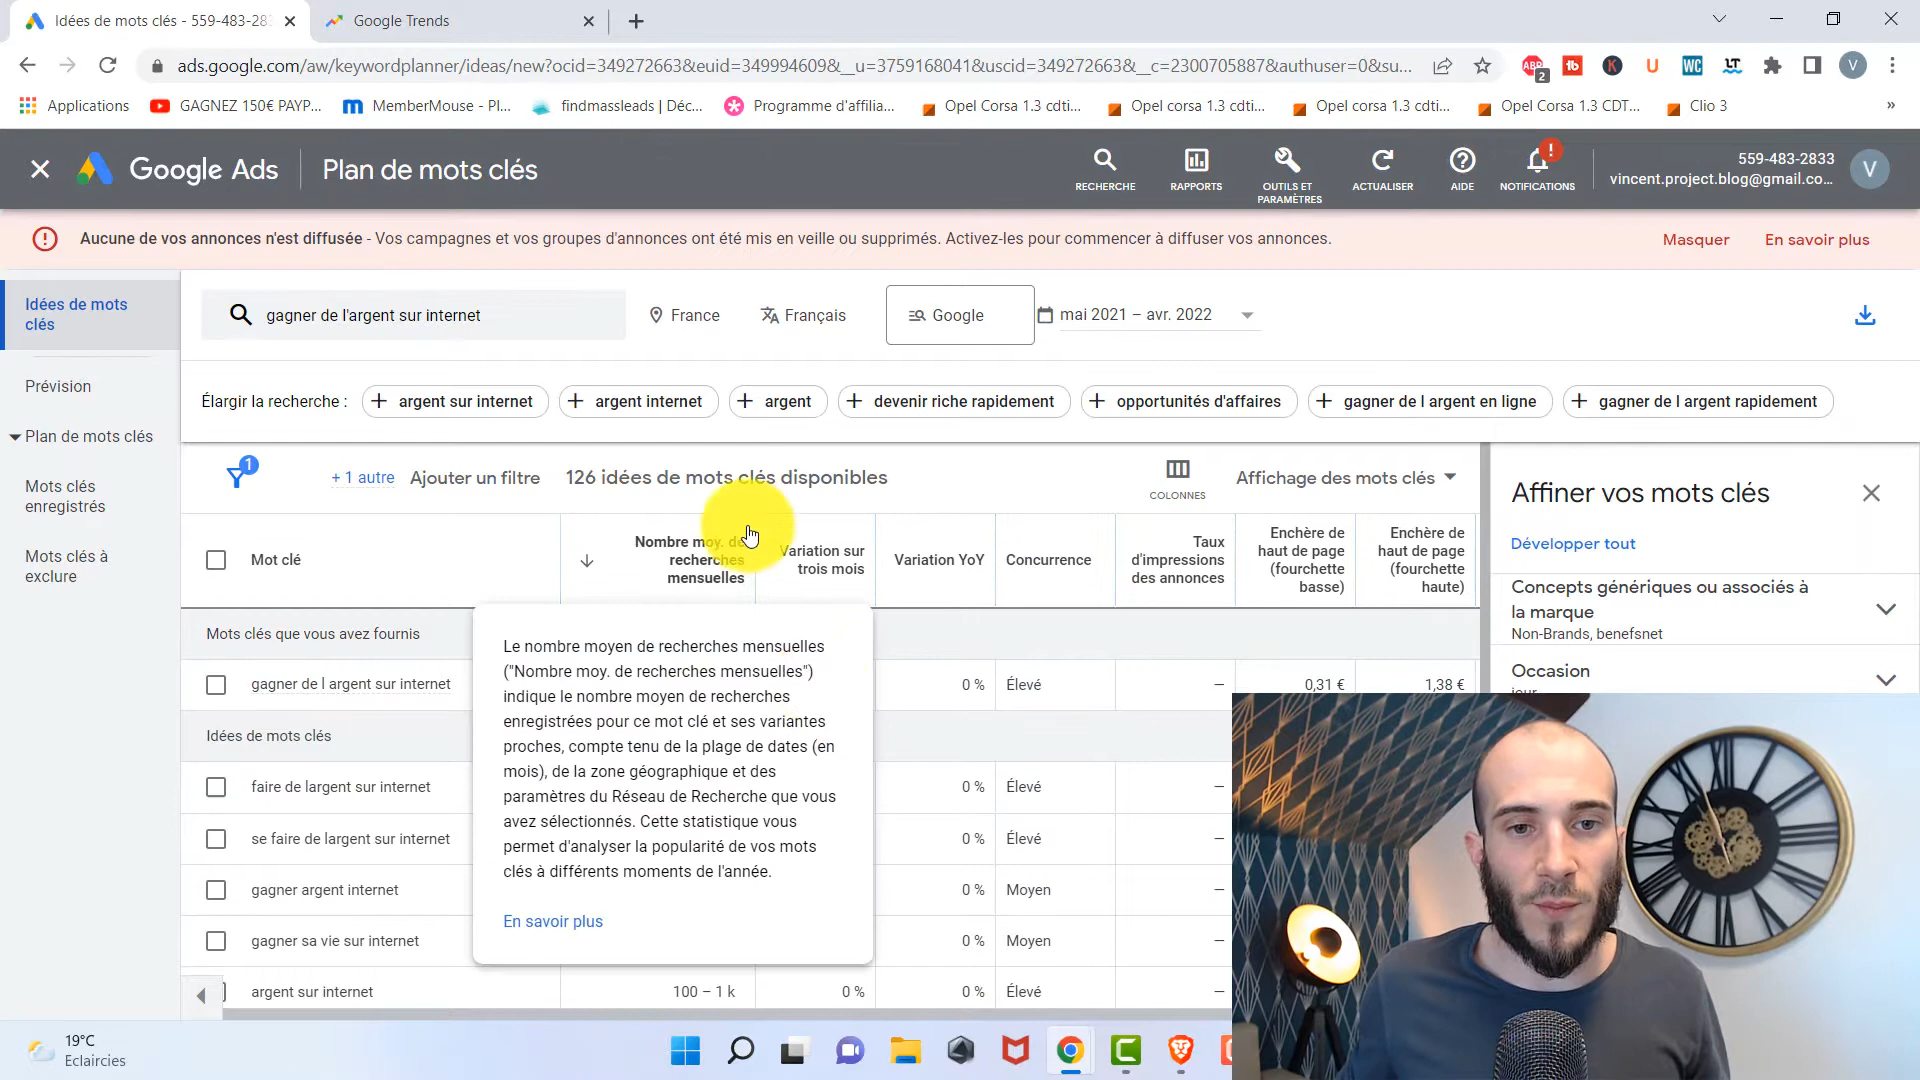 Idées de mots clés - 559-483-283
Google Trends
ads.google.com/aw/keywordplanner/ideas/new?ocid=349272663&euid=349994609&__u=3759168041&uscid=349272663&__c=2300705887&authuser=0&su...
V
Applications
GAGNEZ 150€ PAYP...
MemberMouse - Pl...
findmassleads | Déc...
Programme d'affilia...
Opel Corsa 1.3 cdti...
Opel corsa 1.3 cdti...
Opel corsa 1.3 cdti...
Opel Corsa 1.3 CDT...
Clio 3
»
Google Ads
Plan de mots clés
RECHERCHE
RAPPORTS
OUTILS ET PARAMÈTRES
ACTUALISER
AIDE
NOTIFICATIONS
559-483-2833
vincent.project.blog@gmail.co...
V
Aucune de vos annonces n'est diffusée - Vos campagnes et vos groupes d'annonces ont été mis en veille ou supprimés. Activez-les pour commencer à diffuser vos annonces.
Masquer
En savoir plus
Idées de mots clés
Prévision
Plan de mots clés
Mots clés enregistrés
Mots clés à exclure
gagner de l'argent sur internet
France
Français
Google
mai 2021 – avr. 2022
Élargir la recherche :
argent sur internet
argent internet
argent
devenir riche rapidement
opportunités d'affaires
gagner de l argent en ligne
gagner de l argent rapidement
1
+ 1 autre
Ajouter un filtre
126 idées de mots clés disponibles
COLONNES
Affichage des mots clés
Mot clé
Nombre moy. de recherches mensuelles
Variation sur trois mois
Variation YoY
Concurrence
Taux d'impressions des annonces
Enchère de haut de page (fourchette basse)
Enchère de haut de page (fourchette haute)
Mots clés que vous avez fournis
gagner de l argent sur internet
0 %
Élevé
–
0,31 €
1,38 €
Idées de mots clés
faire de largent sur internet
0 %
Élevé
–
se faire de largent sur internet
0 %
Élevé
–
gagner argent internet
0 %
Moyen
–
gagner sa vie sur internet
0 %
Moyen
–
argent sur internet
100 – 1 k
0 %
0 %
Élevé
–
Le nombre moyen de recherches mensuelles
("Nombre moy. de recherches mensuelles")
indique le nombre moyen de recherches
enregistrées pour ce mot clé et ses variantes
proches, compte tenu de la plage de dates (en
mois), de la zone géographique et des
paramètres du Réseau de Recherche que vous
avez sélectionnés. Cette statistique vous
permet d'analyser la popularité de vos mots
clés à différents moments de l'année.
En savoir plus
Affiner vos mots clés
Développer tout
Concepts génériques ou associés à
la marque
Non-Brands, benefsnet
Occasion
19°C
Eclaircies